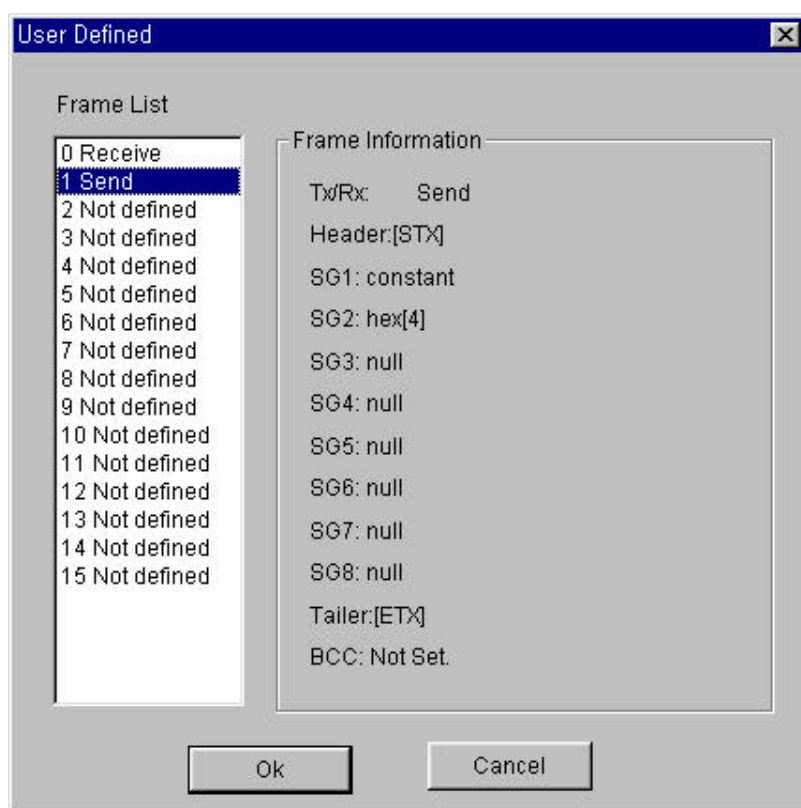 User Defined
Frame List
0 Receive
1 Send
2 Not defined
3 Not defined
4 Not defined
5 Not defined
6 Not defined
7 Not defined
8 Not defined
9 Not defined
10 Not defined
11 Not defined
12 Not defined
13 Not defined
14 Not defined
15 Not defined
Frame Information
Tx/Rx: Send
Header:[STX]
SG1: constant
SG2: hex[4]
SG3: null
SG4: null
SG5: null
SG6: null
SG7: null
SG8: null
Tailer:[ETX]
BCC: Not Set.
Ok
Cancel